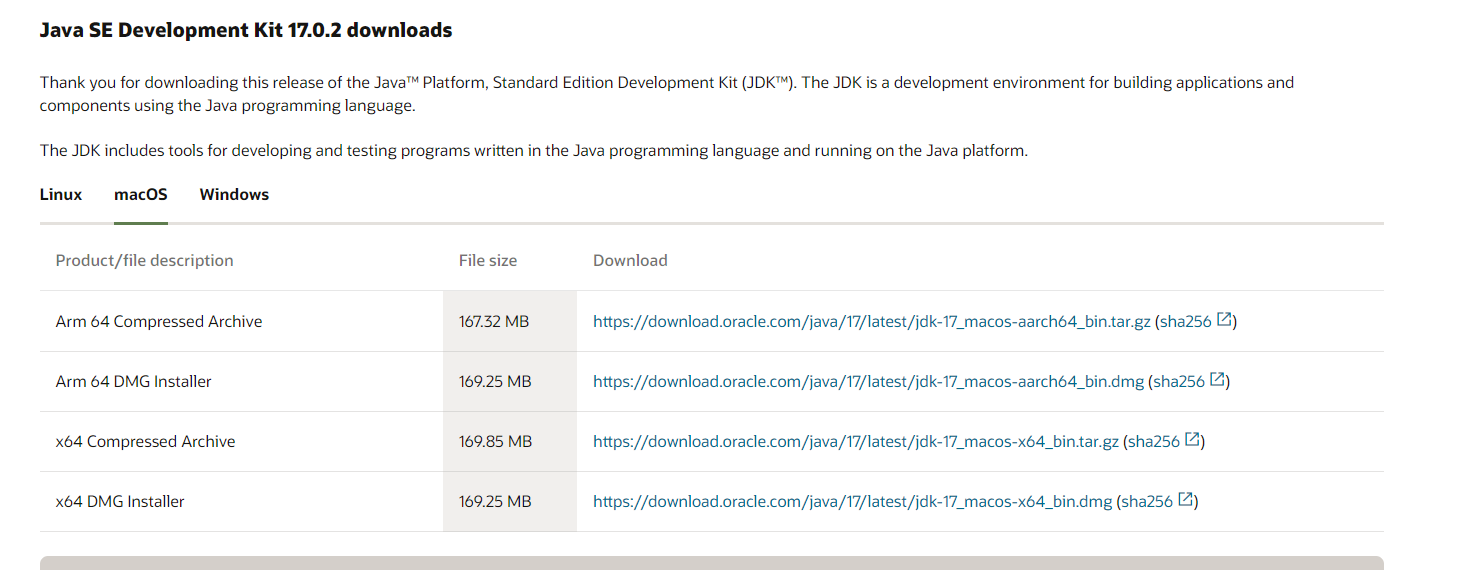 Java SE Development Kit 17.0.2 downloads
Thank you for downloading this release of the Java™ Platform, Standard Edition Development Kit (JDK™). The JDK is a development environment for building applications and
components using the Java programming language.
The JDK includes tools for developing and testing programs written in the Java programming language and running on the Java platform.
Linux macOS Windows
Product/file description File size Download
Arm 64 Compressed Archive 167.32 MB https://download.oracle.com/java/17/latest/jdk-17_macos-aarch64_bin.tar.gz (sha256)
Arm 64 DMG Installer 169.25 MB https://download.oracle.com/java/17/latest/jdk-17_macos-aarch64_bin.dmg (sha256)
x64 Compressed Archive 169.85 MB https://download.oracle.com/java/17/latest/jdk-17_macos-x64_bin.tar.gz (sha256)
x64 DMG Installer 169.25 MB https://download.oracle.com/java/17/latest/jdk-17_macos-x64_bin.dmg (sha256)